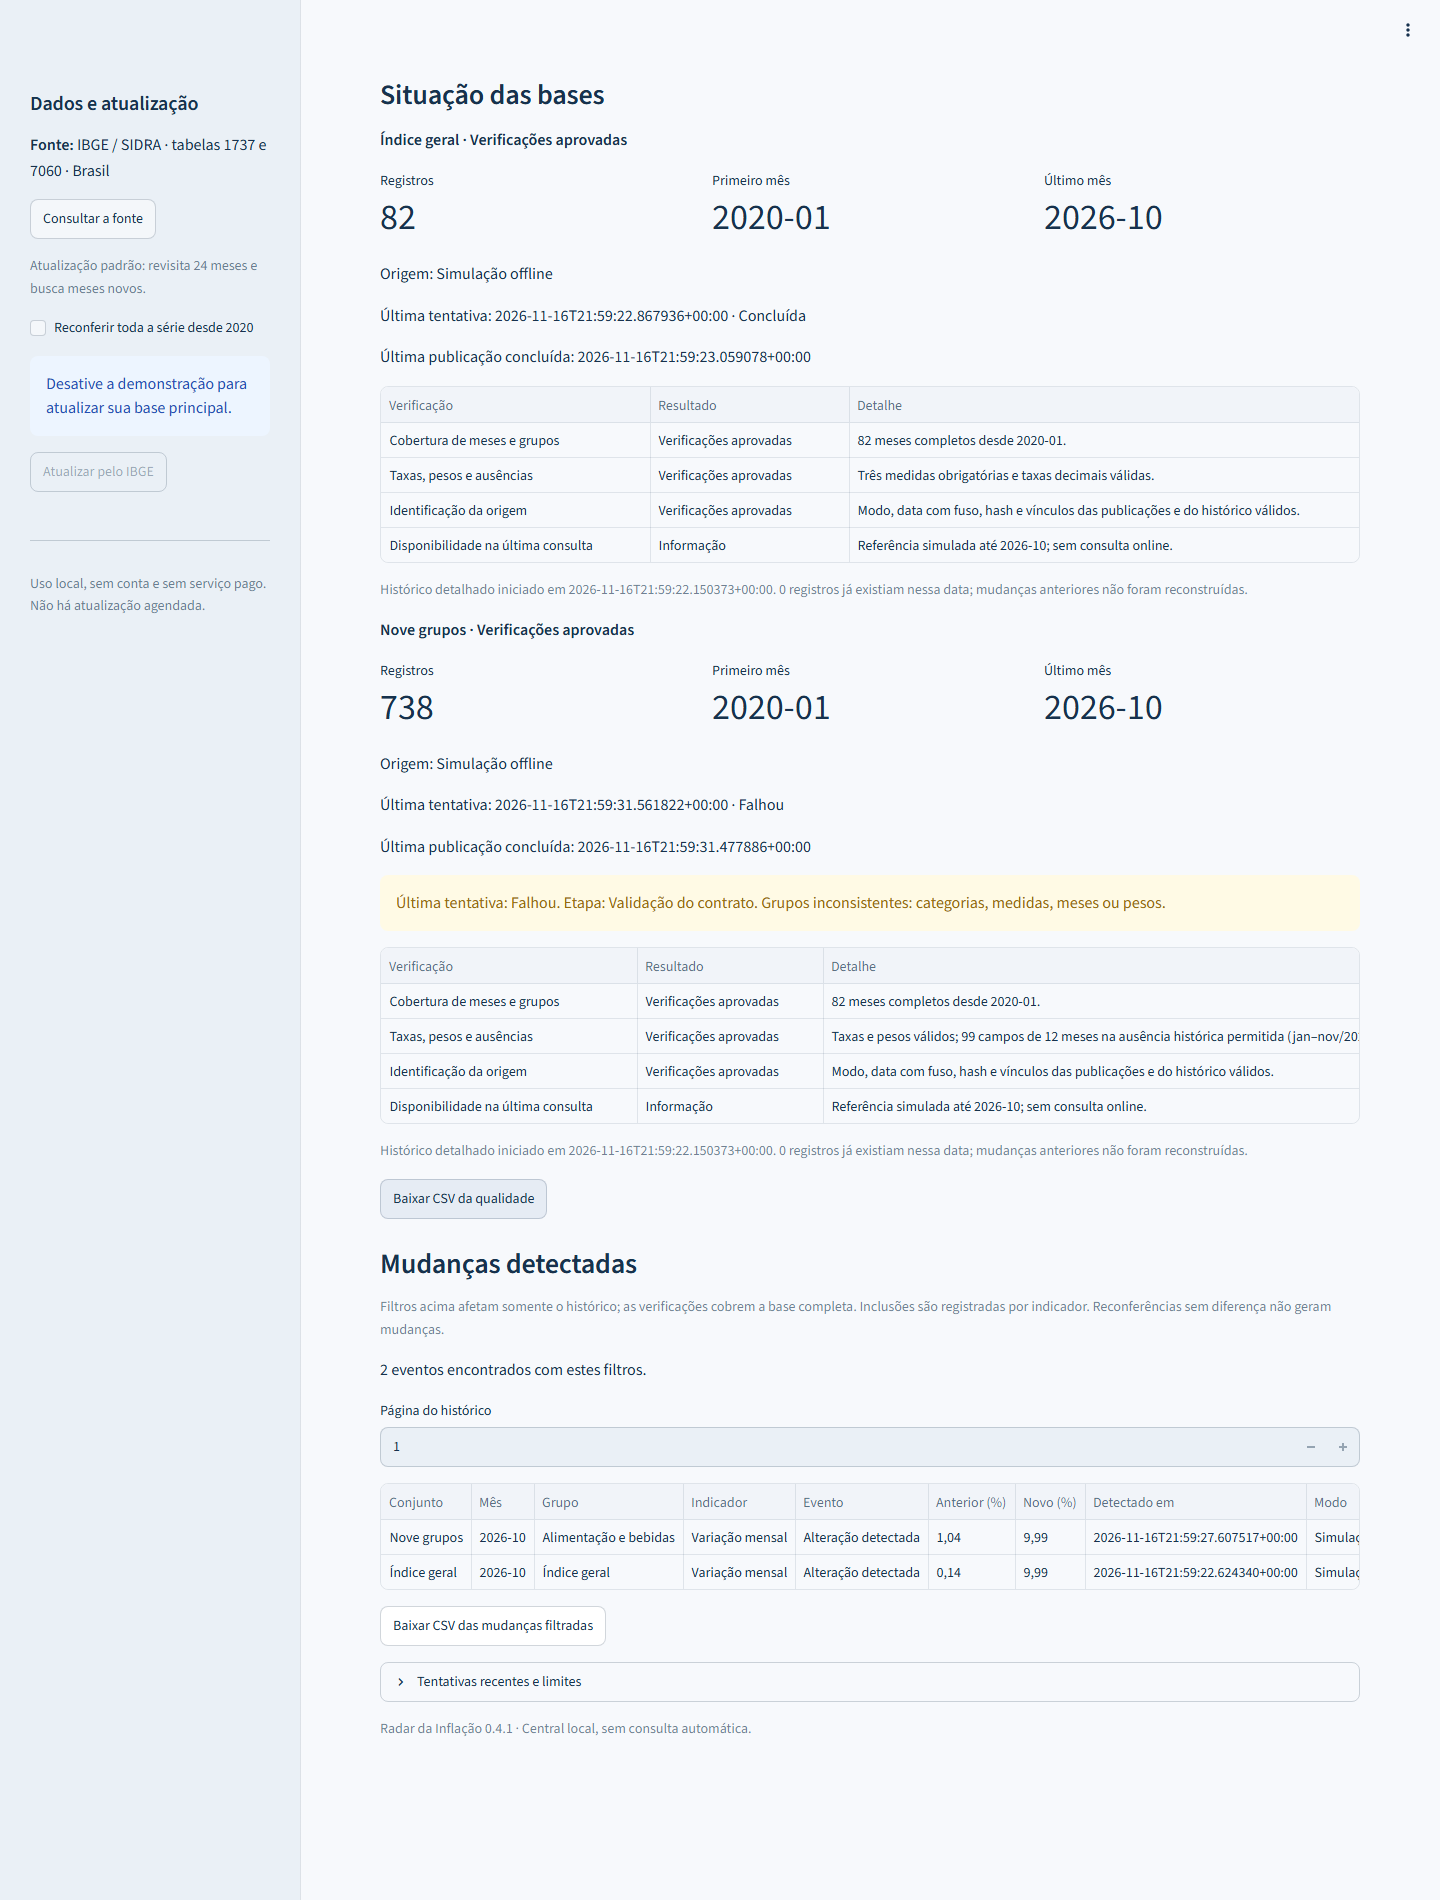 Dados e atualização
Fonte: IBGE / SIDRA · tabelas 1737 e
7060 · Brasil
Consultar a fonte
Atualização padrão: revisita 24 meses e
busca meses novos.
Reconferir toda a série desde 2020
Desative a demonstração para
atualizar sua base principal.
Atualizar pelo IBGE
Uso local, sem conta e sem serviço pago.
Não há atualização agendada.
Situação das bases
Índice geral · Verificações aprovadas
Registros Primeiro mês Último mês
82 2020-01 2026-10
Origem: Simulação offline
Última tentativa: 2026-11-16T21:59:22.867936+00:00 · Concluída
Última publicação concluída: 2026-11-16T21:59:23.059078+00:00
Verificação Resultado Detalhe
Cobertura de meses e grupos Verificações aprovadas 82 meses completos desde 2020-01.
Taxas, pesos e ausências Verificações aprovadas Três medidas obrigatórias e taxas decimais válidas.
Identificação da origem Verificações aprovadas Modo, data com fuso, hash e vínculos das publicações e do histórico válidos.
Disponibilidade na última consulta Informação Referência simulada até 2026-10; sem consulta online.
Histórico detalhado iniciado em 2026-11-16T21:59:22.150373+00:00. 0 registros já existiam nessa data; mudanças anteriores não foram reconstruídas.
Nove grupos · Verificações aprovadas
Registros Primeiro mês Último mês
738 2020-01 2026-10
Origem: Simulação offline
Última tentativa: 2026-11-16T21:59:31.561822+00:00 · Falhou
Última publicação concluída: 2026-11-16T21:59:31.477886+00:00
Última tentativa: Falhou. Etapa: Validação do contrato. Grupos inconsistentes: categorias, medidas, meses ou pesos.
Verificação Resultado Detalhe
Cobertura de meses e grupos Verificações aprovadas 82 meses completos desde 2020-01.
Taxas, pesos e ausências Verificações aprovadas Taxas e pesos válidos; 99 campos de 12 meses na ausência histórica permitida (jan–nov/20
Identificação da origem Verificações aprovadas Modo, data com fuso, hash e vínculos das publicações e do histórico válidos.
Disponibilidade na última consulta Informação Referência simulada até 2026-10; sem consulta online.
Histórico detalhado iniciado em 2026-11-16T21:59:22.150373+00:00. 0 registros já existiam nessa data; mudanças anteriores não foram reconstruídas.
Baixar CSV da qualidade
Mudanças detectadas
Filtros acima afetam somente o histórico; as verificações cobrem a base completa. Inclusões são registradas por indicador. Reconferências sem diferença não geram
mudanças.
2 eventos encontrados com estes filtros.
Página do histórico
1
Conjunto Mês Grupo Indicador Evento Anterior (%) Novo (%) Detectado em Modo
Nove grupos 2026-10 Alimentação e bebidas Variação mensal Alteração detectada 1,04 9,99 2026-11-16T21:59:27.607517+00:00 Simulaç
Índice geral 2026-10 Índice geral Variação mensal Alteração detectada 0,14 9,99 2026-11-16T21:59:22.624340+00:00 Simulaç
Baixar CSV das mudanças filtradas
Tentativas recentes e limites
Radar da Inflação 0.4.1 · Central local, sem consulta automática.